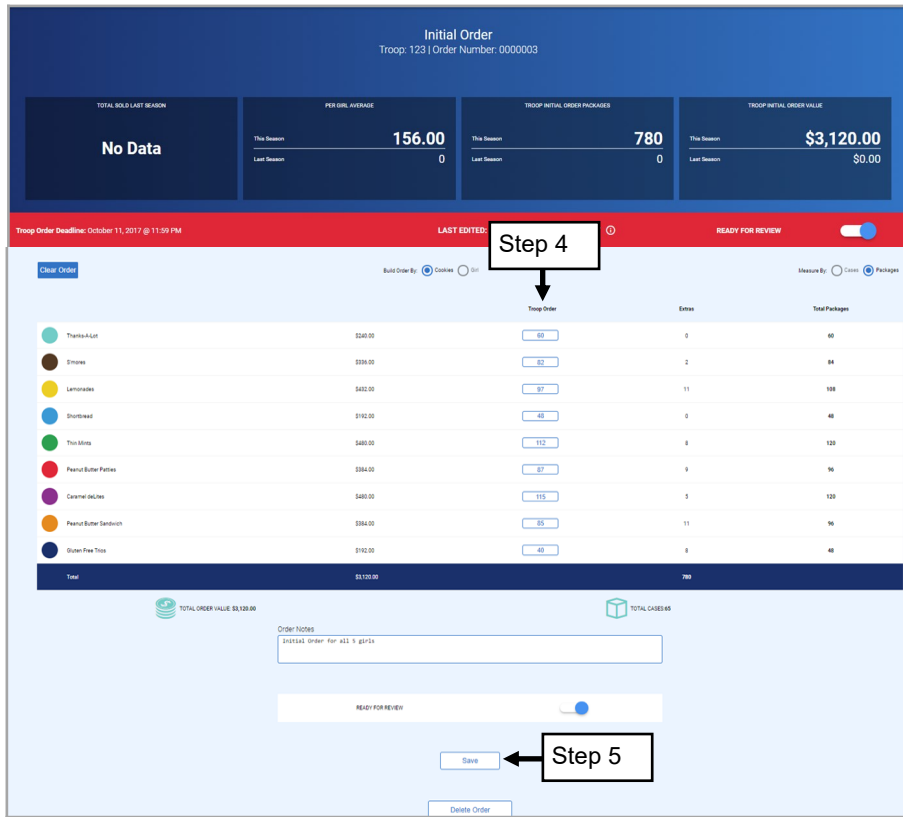 Initial Order
Troop: 123 | Order Number: 0000003
TOTAL SOLD LAST SEASON
No Data
PER GIRL AVERAGE
This Season 156.00
Last Season 0
TROOP INITIAL ORDER PACKAGES
This Season 780
Last Season 0
TROOP INITIAL ORDER VALUE
This Season $3,120.00
Last Season $0.00
Troop Order Deadline: October 11, 2017 @ 11:59 PM LAST EDITED: READY FOR REVIEW
Step 4
Clear Order Build Order By: Cookies Girl Measure By: Cases Packages
Troop Order Extras Total Packages
Thanks-A-Lot $240.00 60 0 60
S'mores $336.00 82 2 84
Lemonades $432.00 97 11 108
Shortbread $192.00 48 0 48
Thin Mints $480.00 112 8 120
Peanut Butter Patties $384.00 87 9 96
Caramel deLites $480.00 115 5 120
Peanut Butter Sandwich $384.00 85 11 96
Gluten Free Trios $192.00 40 8 48
Total $3,120.00 780
TOTAL ORDER VALUE: $3,120.00 TOTAL CASES:65
Order Notes
Initial Order for all 5 girls
READY FOR REVIEW
Save
Step 5
Delete Order